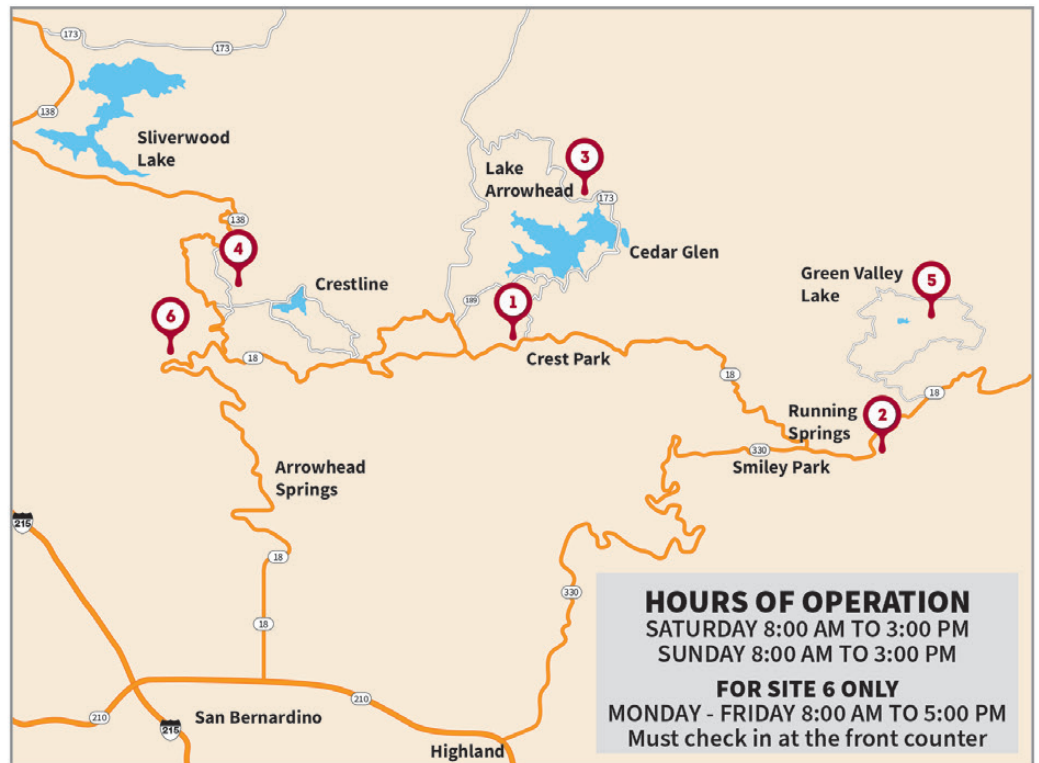 173
173
138
Sliverwood
Lake
Lake
Arrowhead
3
173
138
4
Cedar Glen
Crestline
Green Valley
Lake
5
189
1
6
18
Crest Park
18
18
Running
Springs
2
330
Smiley Park
Arrowhead
Springs
215
18
330
18
HOURS OF OPERATION
SATURDAY 8:00 AM TO 3:00 PM
SUNDAY 8:00 AM TO 3:00 PM
FOR SITE 6 ONLY
MONDAY - FRIDAY 8:00 AM TO 5:00 PM
Must check in at the front counter
210
210
215
San Bernardino
Highland